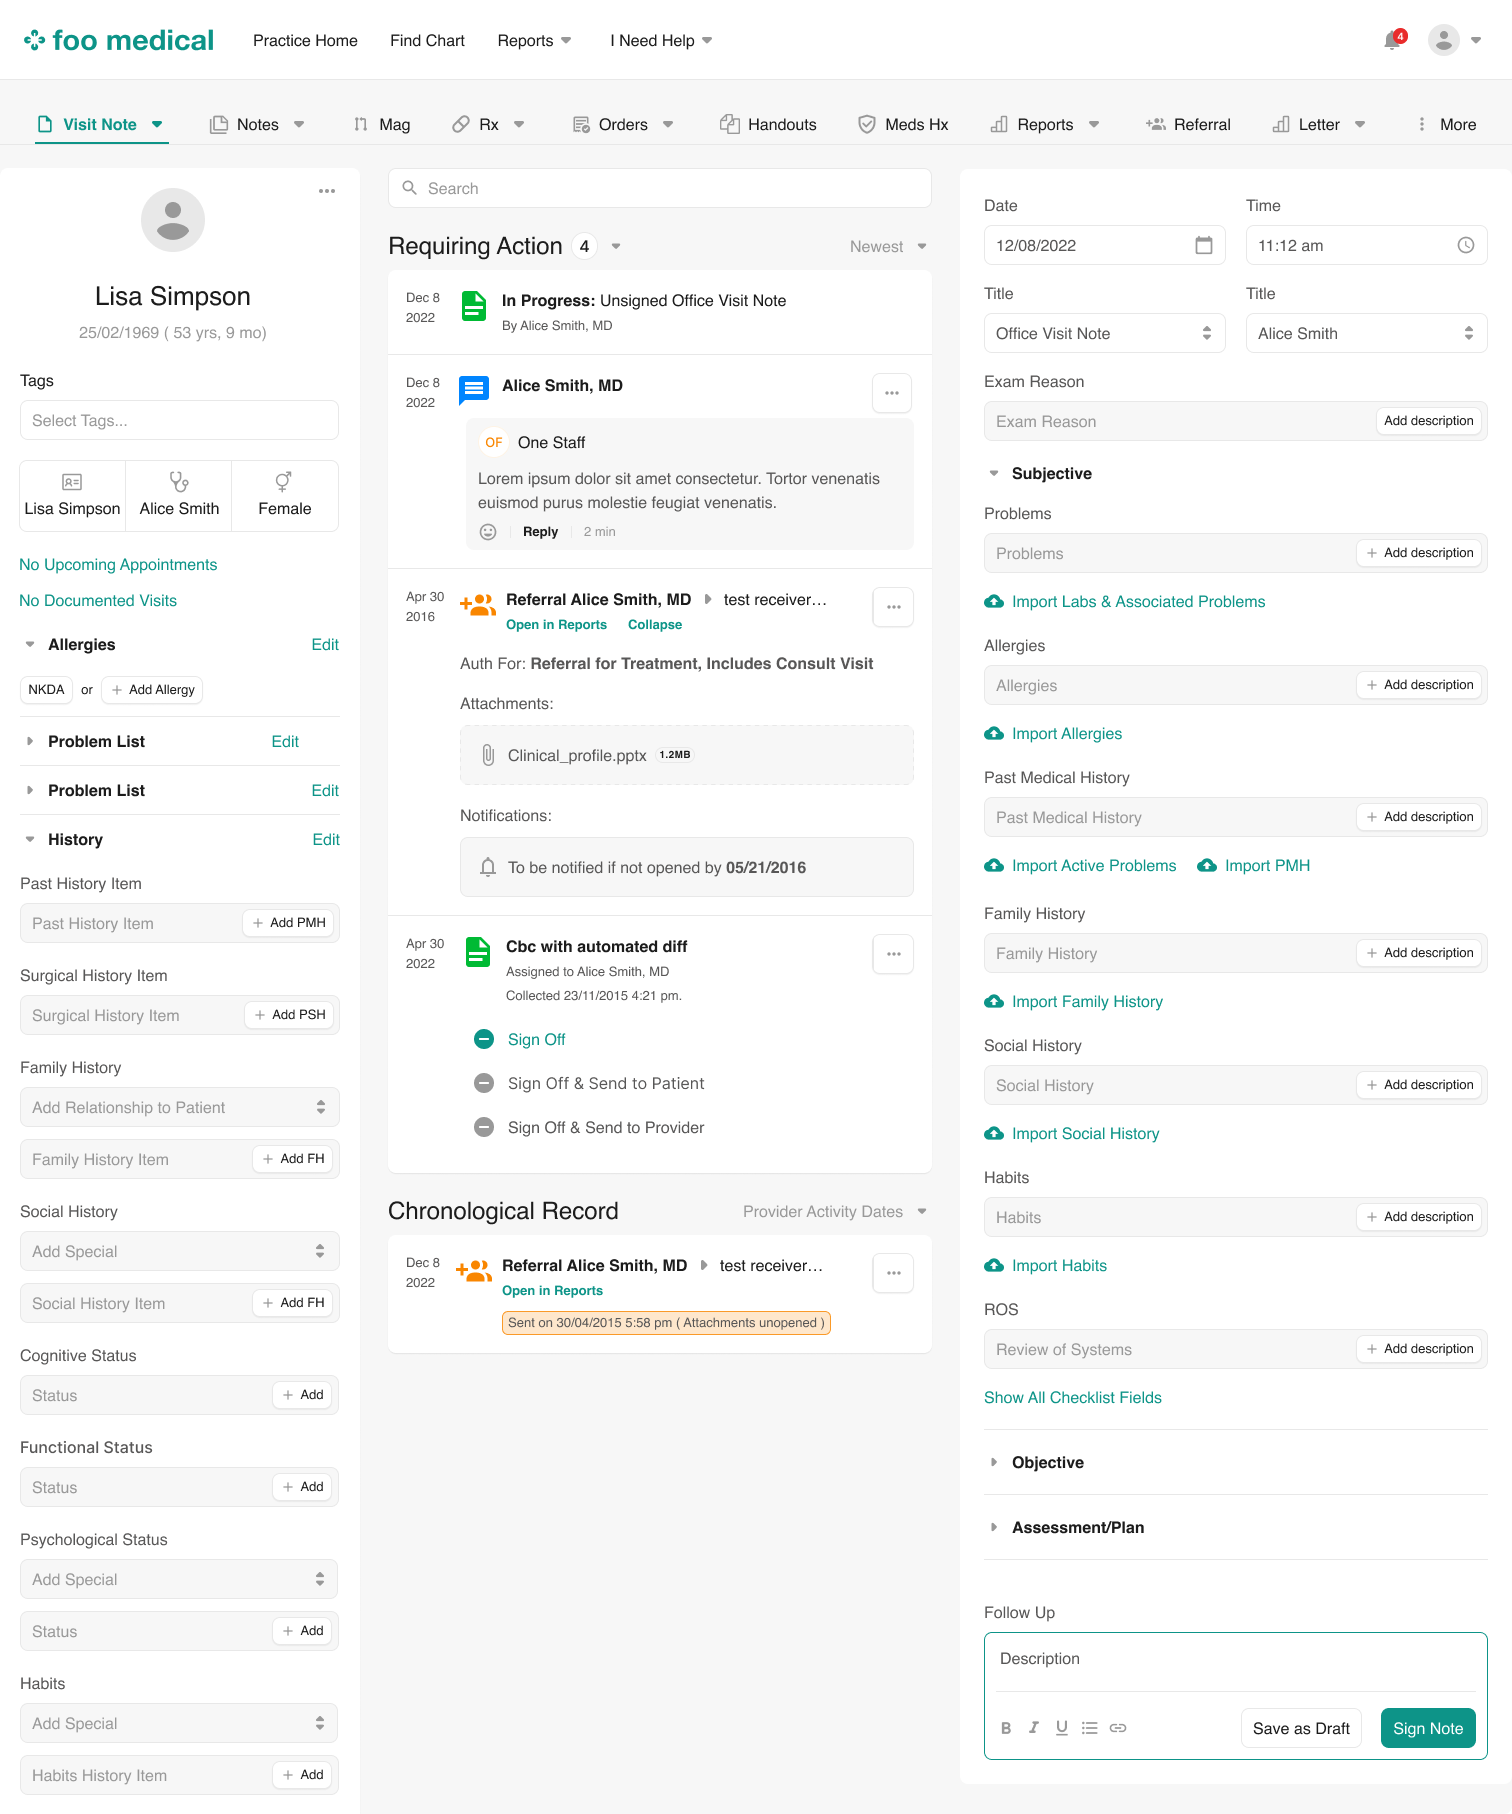 foo medical
Practice Home
Find Chart
Reports
I Need Help
4
Visit Note
Notes
Mag
Rx
Orders
Handouts
Meds Hx
Reports
Referral
Letter
More
Lisa Simpson
25/02/1969 ( 53 yrs, 9 mo)
Tags
Select Tags...
Lisa Simpson
Alice Smith
Female
No Upcoming Appointments
No Documented Visits
Allergies
Edit
NKDA or + Add Allergy
Problem List
Edit
Problem List
Edit
History
Edit
Past History Item
Past History Item
+ Add PMH
Surgical History Item
Surgical History Item
+ Add PSH
Family History
Add Relationship to Patient
Family History Item
+ Add FH
Social History
Add Special
Social History Item
+ Add FH
Cognitive Status
Status
+ Add
Functional Status
Status
+ Add
Psychological Status
Add Special
Status
+ Add
Habits
Add Special
Habits History Item
+ Add
Search
Requiring Action 4
Newest
Dec 8
2022
In Progress: Unsigned Office Visit Note
By Alice Smith, MD
Dec 8
2022
Alice Smith, MD
OF
One Staff
Lorem ipsum dolor sit amet consectetur. Tortor venenatis
euismod purus molestie feugiat venenatis.
Reply
2 min
Apr 30
2016
Referral Alice Smith, MD
test receiver...
Open in Reports
Collapse
Auth For: Referral for Treatment, Includes Consult Visit
Attachments:
Clinical_profile.pptx 1.2MB
Notifications:
To be notified if not opened by 05/21/2016
Apr 30
2022
Cbc with automated diff
Assigned to Alice Smith, MD
Collected 23/11/2015 4:21 pm.
Sign Off
Sign Off & Send to Patient
Sign Off & Send to Provider
Chronological Record
Provider Activity Dates
Dec 8
2022
Referral Alice Smith, MD
test receiver...
Open in Reports
Sent on 30/04/2015 5:58 pm ( Attachments unopened )
Date
Time
12/08/2022
11:12 am
Title
Title
Office Visit Note
Alice Smith
Exam Reason
Exam Reason
Add description
Subjective
Problems
Problems
+ Add description
Import Labs & Associated Problems
Allergies
Allergies
+ Add description
Import Allergies
Past Medical History
Past Medical History
+ Add description
Import Active Problems
Import PMH
Family History
Family History
+ Add description
Import Family History
Social History
Social History
+ Add description
Import Social History
Habits
Habits
+ Add description
Import Habits
ROS
Review of Systems
+ Add description
Show All Checklist Fields
Objective
Assessment/Plan
Follow Up
Description
B I U
Save as Draft
Sign Note